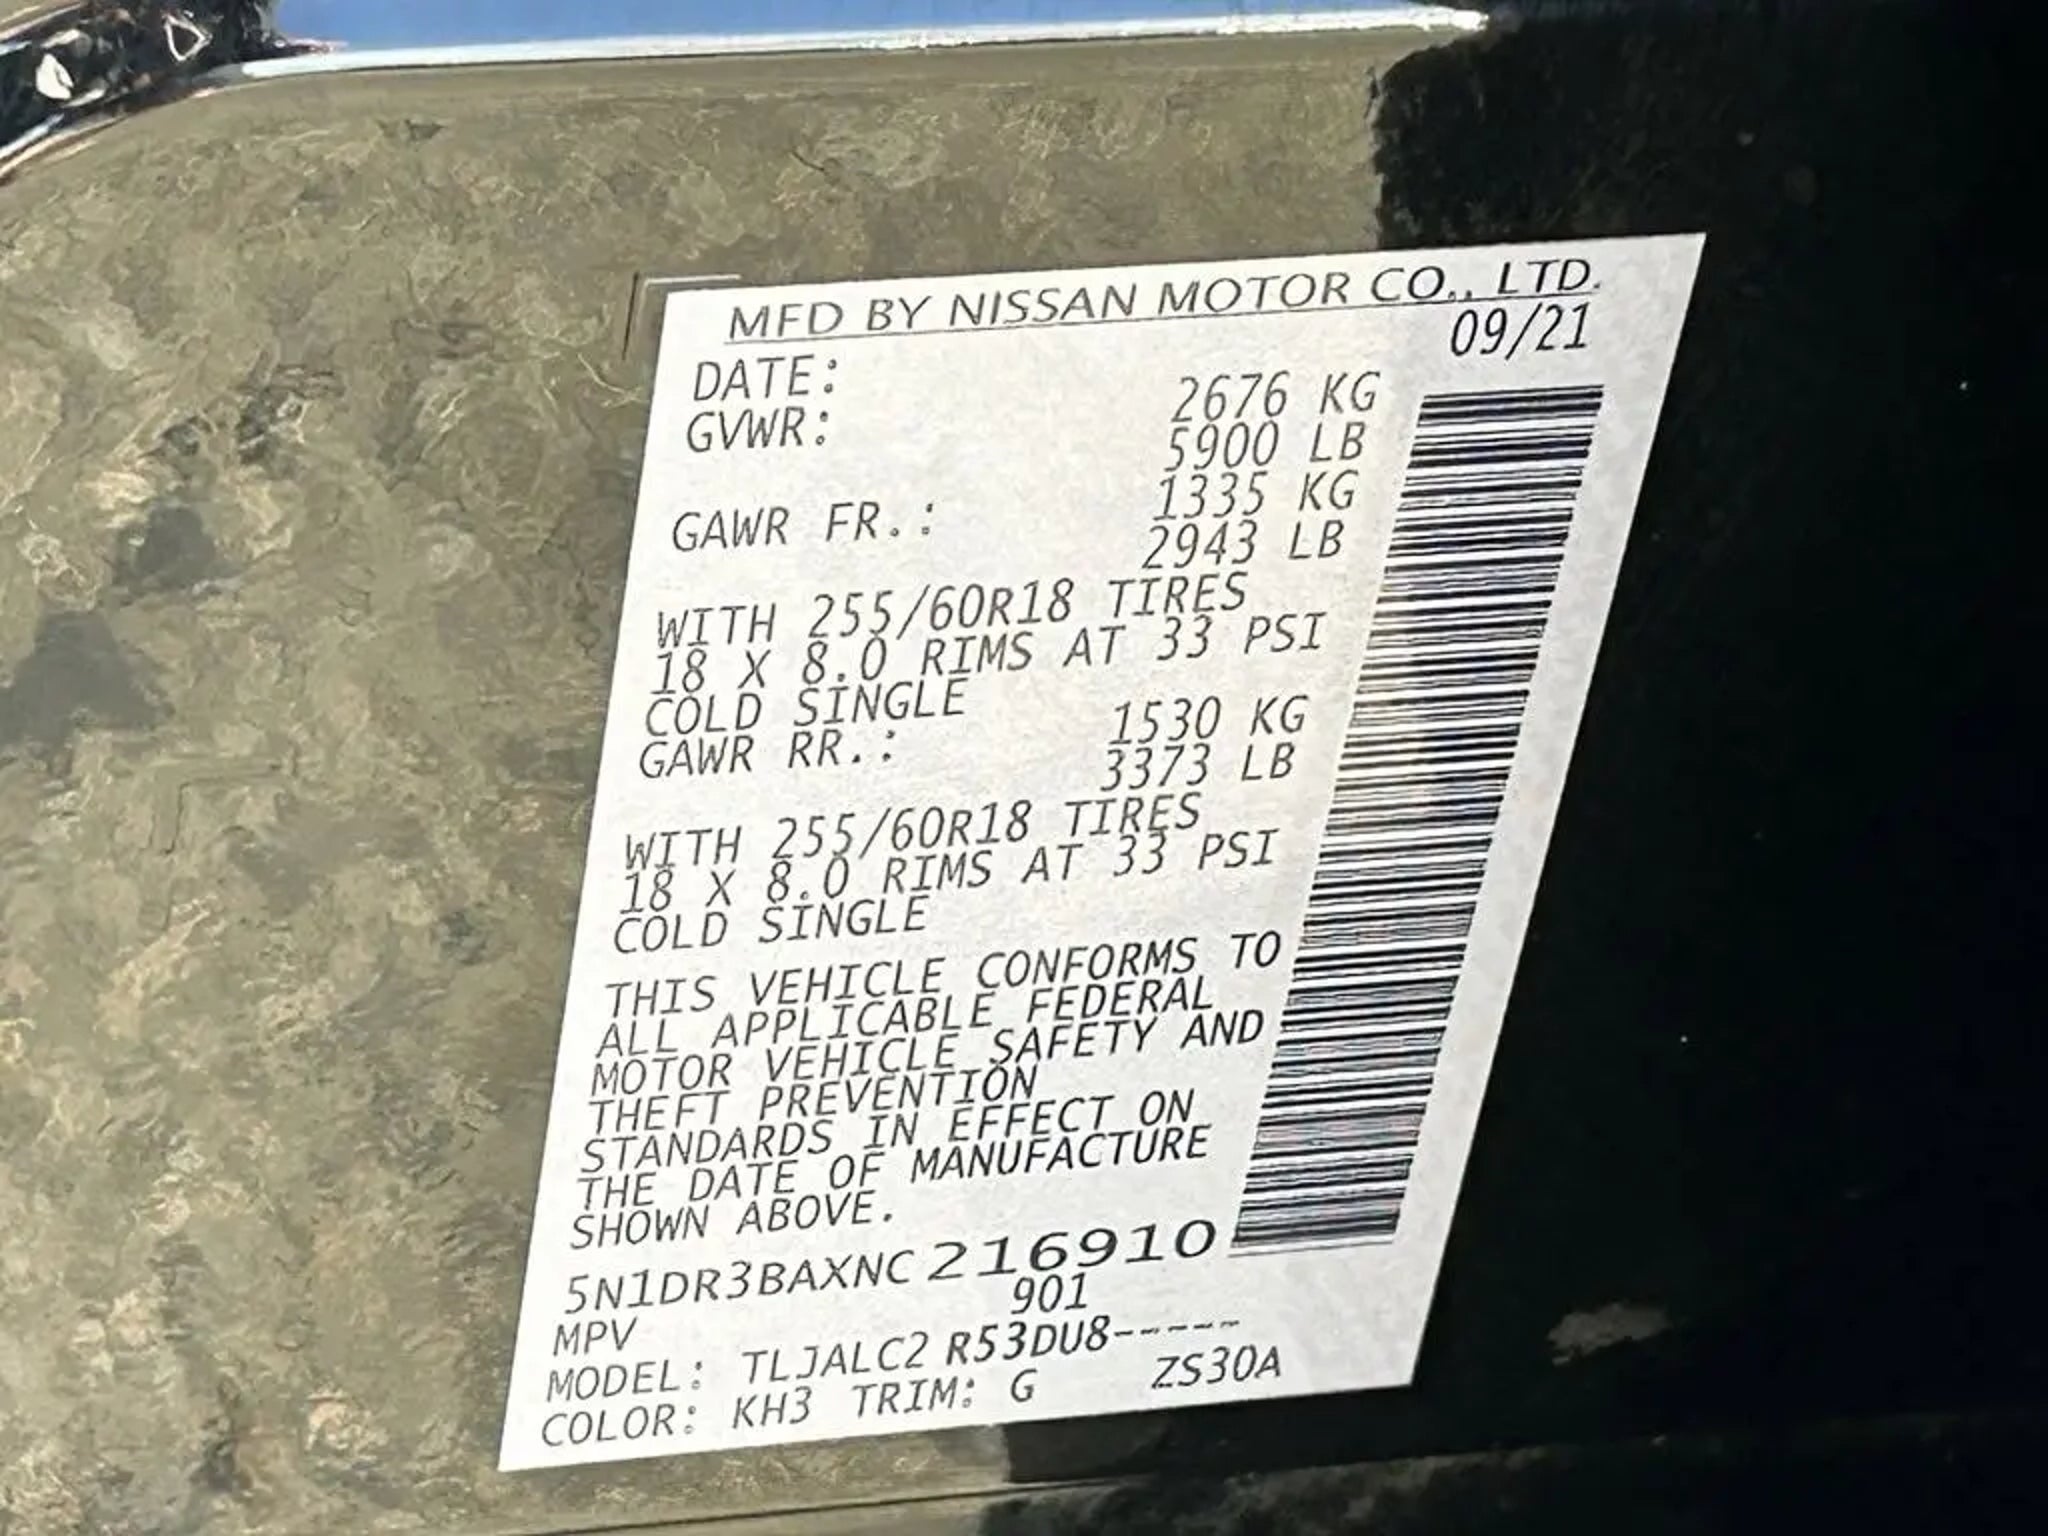 MFD BY NISSAN MOTOR CO., LTD.
DATE: 09/21
GVWR: 2676 KG
5900 LB
GAWR FR.: 1335 KG
2943 LB
WITH 255/60R18 TIRES
18 X 8.0 RIMS AT 33 PSI
COLD SINGLE
GAWR RR.: 1530 KG
3373 LB
WITH 255/60R18 TIRES
18 X 8.0 RIMS AT 33 PSI
COLD SINGLE
THIS VEHICLE CONFORMS TO
ALL APPLICABLE FEDERAL
MOTOR VEHICLE SAFETY AND
THEFT PREVENTION
STANDARDS IN EFFECT ON
THE DATE OF MANUFACTURE
SHOWN ABOVE.
5N1DR3BAXNC216910
MPV 901
MODEL: TLJALC2 R53DU8-----
COLOR: KH3 TRIM: G ZS30A